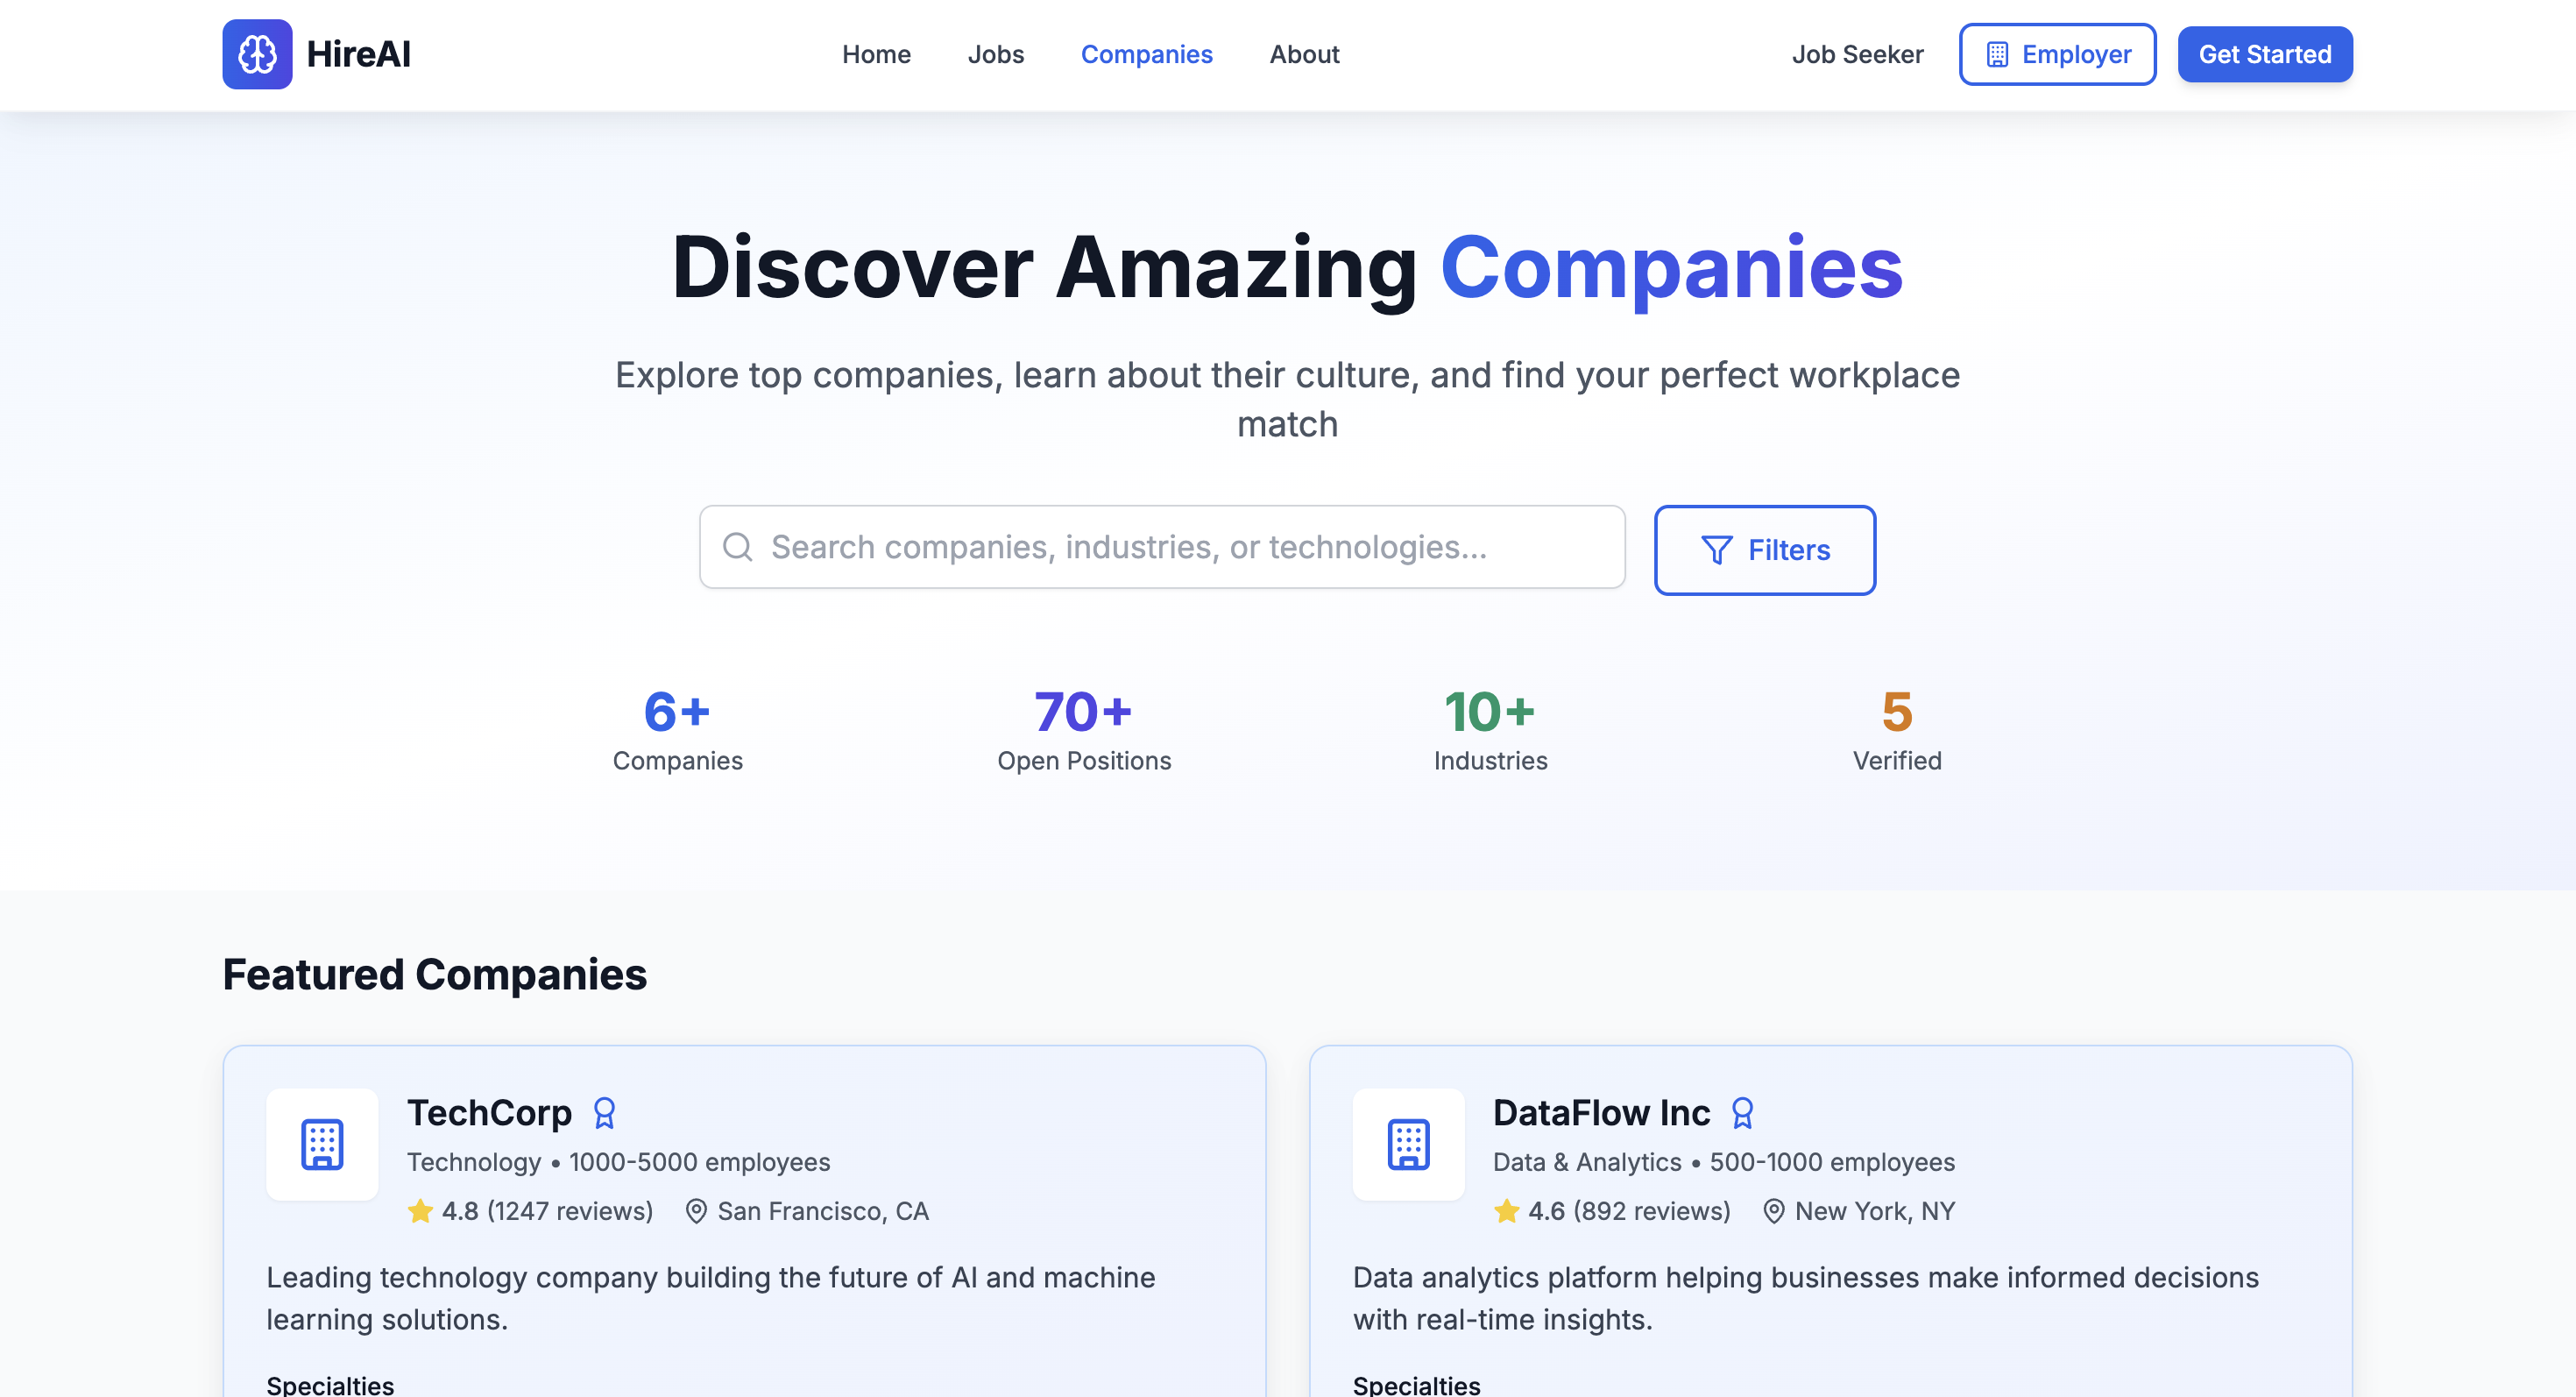 HireAI
Home
Jobs
Companies
About
Job Seeker
Employer
Get Started
Discover Amazing Companies
Explore top companies, learn about their culture, and find your perfect workplace
match
Search companies, industries, or technologies...
Filters
6+
Companies
70+
Open Positions
10+
Industries
5
Verified
Featured Companies
TechCorp
Technology • 1000-5000 employees
4.8 (1247 reviews)
San Francisco, CA
Leading technology company building the future of AI and machine
learning solutions.
Specialties
DataFlow Inc
Data & Analytics • 500-1000 employees
4.6 (892 reviews)
New York, NY
Data analytics platform helping businesses make informed decisions
with real-time insights.
Specialties